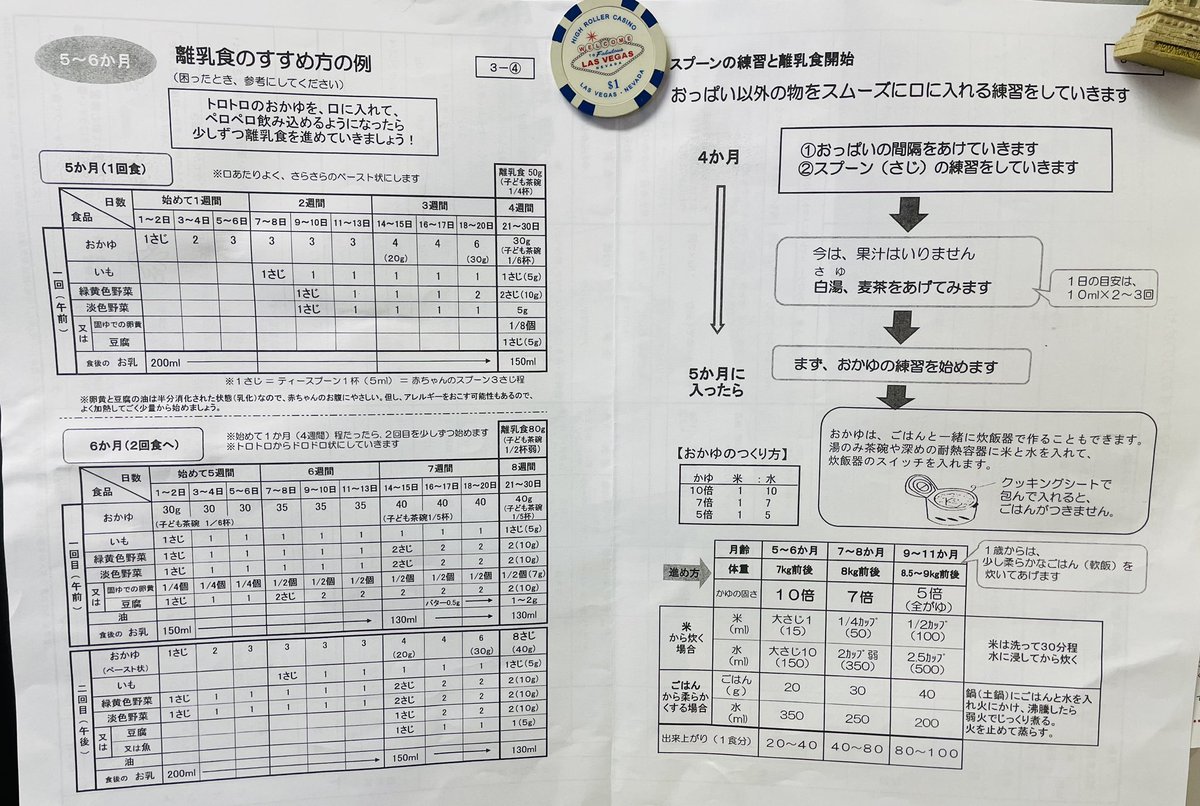 5～6か月
離乳食のすすめ方の例
(困ったとき、参考にしてください)
3-④
トロトロのおかゆを、口に入れて、
ペロペロ飲み込めるようになったら
少しずつ離乳食を進めていきましょう！
5か月(1回食)
※口あたりよく、さらさらのペースト状にします
離乳食 50g
(子ども茶碗
1/4杯)
日数 始めて1週間 2週間 3週間 4週間
食品 1～2日 3～4日 5～6日 7～8日 9～10日 11～13日 14～15日 16～17日 18～20日 21～30日
一回(午前)
おかゆ 1さじ 2 3 3 3 3 4 4 6 30g
(20g) (30g) (子ども茶碗
1/6杯)
いも 1さじ 1 1 1 1 1 1さじ(5g)
緑黄色野菜 1さじ 1 1 1 2 2さじ(10g)
淡色野菜 1さじ 1 1 1 1 5g
又は 固ゆでの卵黄 1/8個
豆腐 1さじ(5g)
食後の お乳 200ml 150ml
※1さじ = ティースプーン1杯(5ml) = 赤ちゃんのスプーン3さじ程
※卵黄と豆腐の油は半分消化された状態(乳化)なので、赤ちゃんのお腹にやさしい。但し、アレルギーをおこす可能性もあるので、
よく加熱してごく少量から始めましょう。
6か月(2回食へ)
※始めて1か月(4週間)程だったら、2回目を少しずつ始めます
※トロトロからドロドロ状にしていきます
離乳食80g
(子ども茶碗
1/2杯弱)
日数 始めて5週間 6週間 7週間 8週間
食品 1～2日 3～4日 5～6日 7～8日 9～10日 11～13日 14～15日 16～17日 18～20日 21～30日
一回目(午前)
おかゆ 30g 30 30 35 35 35 40 40 40 40g
(子ども茶碗 1/6杯) (子ども茶碗1/5杯) (子ども茶碗
1/5杯)
いも 1さじ 1 1 1 1 1 1 1 1 1さじ(5g)
緑黄色野菜 1さじ 1 1 1 1 1 2さじ 2 2 2(10g)
淡色野菜 1さじ 1 1 1 1 1 2さじ 2 2 2(10g)
又は 固ゆでの卵黄 1/4個 1/4個 1/4個 1/2個 1/2個 1/2個 1/2個 1/2個 1/2個 1/2個(7g)
豆腐 1さじ 1 1 2さじ 2 2 2 2 2 2(10g)
油 バター0.5g 1～2g
食後の お乳 150ml 130ml 130ml
二回目(午後)
おかゆ 1さじ 2 3 3 3 3 4 4 6 8さじ
(ペースト状) (20g) (30g) (40g)
いも 1さじ 1 1 1 1 1 1さじ(5g)
緑黄色野菜 1さじ 1 1 1 1 1 2さじ 2 2 2(10g)
淡色野菜 1さじ 1 1 1 1 1 2さじ 2 2 2(10g)
又は 豆腐 1さじ 2 2 2(10g)
又は魚 1さじ 1 1 1(5g)
油
食後の お乳 200ml 150ml 130ml
HIGH ROLLER CASINO
WELCOME
TO Fabulous
LAS VEGAS
NEVADA
$1
LAS VEGAS, NEVADA
スプーンの練習と離乳食開始
おっぱい以外の物をスムーズに口に入れる練習をしていきます
4か月
①おっぱいの間隔をあけていきます
②スプーン(さじ)の練習をしていきます
今は、果汁はいりません
さ ゆ
白湯、麦茶をあげてみます
1日の目安は、
10ml×2～3回
まず、おかゆの練習を始めます
5か月に
入ったら
おかゆは、ごはんと一緒に炊飯器で作ることもできます。
湯のみ茶碗や深めの耐熱容器に米と水を入れて、
炊飯器のスイッチを入れます。
クッキングシートで
包んで入れると、
ごはんがつきません。
【おかゆのつくり方】
かゆ 米 : 水
10倍 1 10
7倍 1 7
5倍 1 5
進め方
月齢 5～6か月 7～8か月 9～11か月
体重 7kg前後 8kg前後 8.5～9kg前後
かゆの固さ 10倍 7倍 5倍
(全がゆ)
1歳からは、
少し柔らかなごはん(軟飯)を
炊いてあげます
米
から炊く
場合
米 大さじ1 1/4カップ 1/2カップ
(ml) (15) (50) (100)
水 大さじ10 2カップ弱 2.5カップ
(ml) (150) (350) (500)
米は洗って30分程
水に浸してから炊く
ごはん
から柔らか
くする場合
ごはん 20 30 40
(g)
水 350 250 200
(ml)
鍋(土鍋)にごはんと水を入
れ火にかけ、沸騰したら
弱火でじっくり煮る。
火を止めて蒸らす。
出来上がり(1食分) 20～40 40～80 80～100